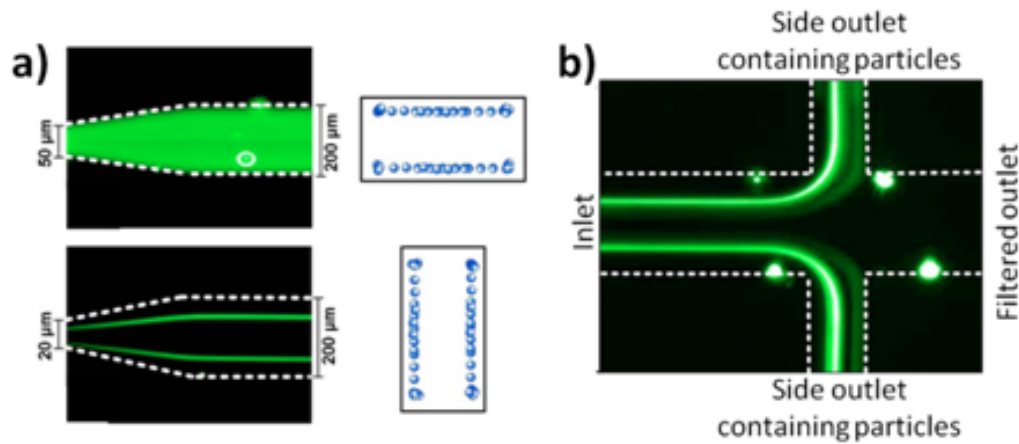 a)
50 µm
200 µm
20 µm
200 µm
b)
Side outlet
containing particles
Inlet
Filtered outlet
Side outlet
containing particles